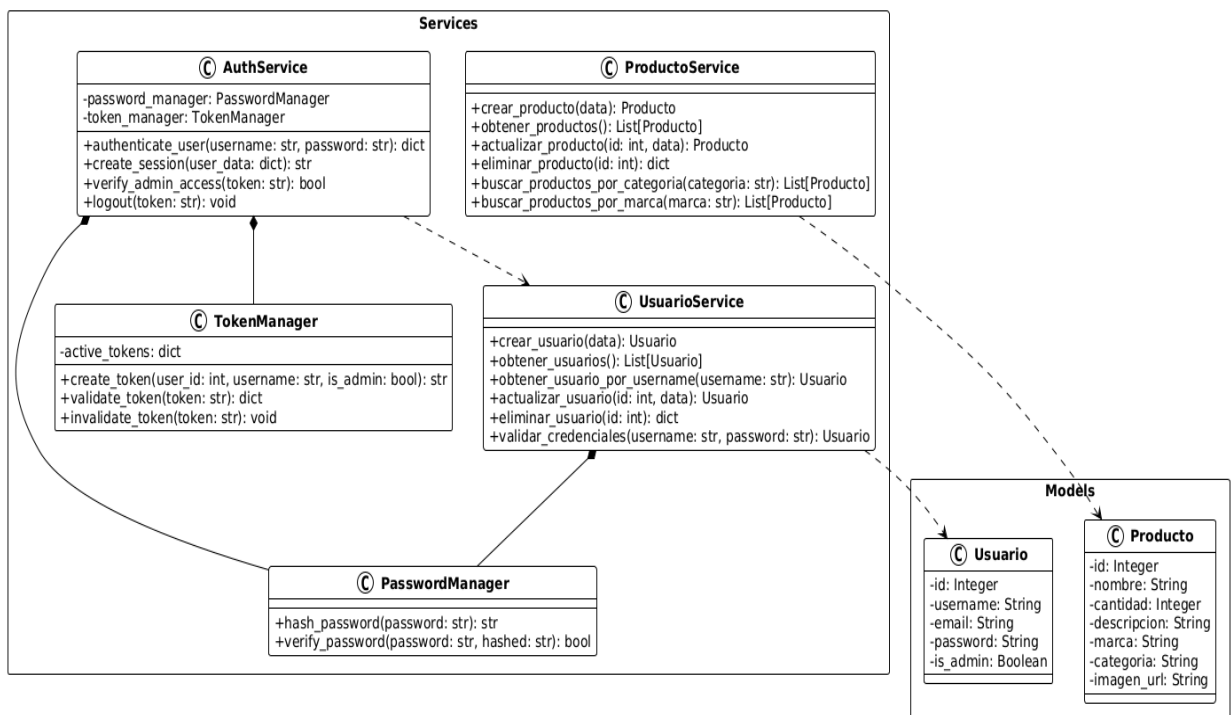 Services
C AuthService
-password_manager: PasswordManager
-token_manager: TokenManager
+authenticate_user(username: str, password: str): dict
+create_session(user_data: dict): str
+verify_admin_access(token: str): bool
+logout(token: str): void
C ProductoService
+crear_producto(data): Producto
+obtener_productos(): List[Producto]
+actualizar_producto(id: int, data): Producto
+eliminar_producto(id: int): dict
+buscar_productos_por_categoria(categoria: str): List[Producto]
+buscar_productos_por_marca(marca: str): List[Producto]
C TokenManager
-active_tokens: dict
+create_token(user_id: int, username: str, is_admin: bool): str
+validate_token(token: str): dict
+invalidate_token(token: str): void
C UsuarioService
+crear_usuario(data): Usuario
+obtener_usuarios(): List[Usuario]
+obtener_usuario_por_username(username: str): Usuario
+actualizar_usuario(id: int, data): Usuario
+eliminar_usuario(id: int): dict
+validar_credenciales(username: str, password: str): Usuario
C PasswordManager
+hash_password(password: str): str
+verify_password(password: str, hashed: str): bool
Models
C Usuario
-id: Integer
-username: String
-email: String
-password: String
-is_admin: Boolean
C Producto
-id: Integer
-nombre: String
-cantidad: Integer
-descripcion: String
-marca: String
-categoria: String
-imagen_url: String